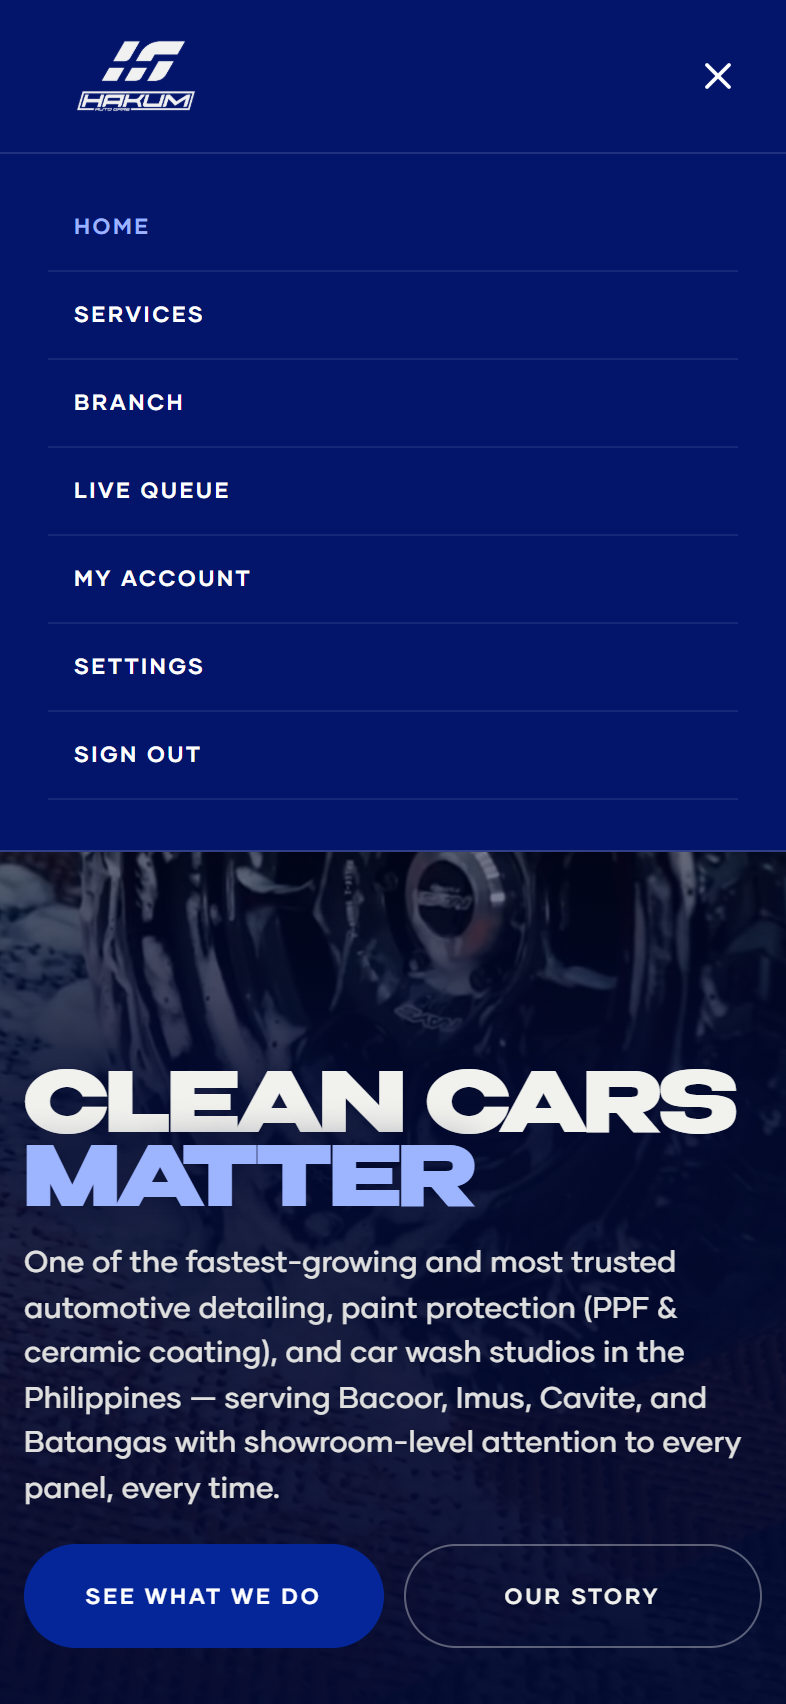 HAKUM
AUTO CARE
HOME
SERVICES
BRANCH
LIVE QUEUE
MY ACCOUNT
SETTINGS
SIGN OUT
CLEAN CARS
MATTER
One of the fastest-growing and most trusted
automotive detailing, paint protection (PPF &
ceramic coating), and car wash studios in the
Philippines — serving Bacoor, Imus, Cavite, and
Batangas with showroom-level attention to every
panel, every time.
SEE WHAT WE DO
OUR STORY